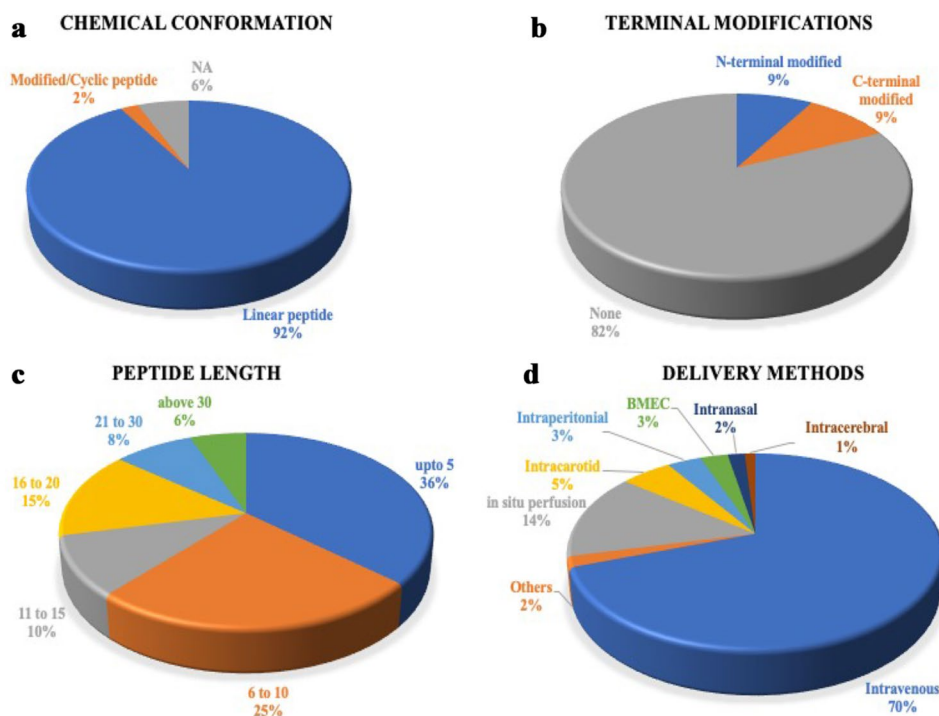 a CHEMICAL CONFORMATION
NA
6%
Modified/Cyclic peptide
2%
Linear peptide
92%
b TERMINAL MODIFICATIONS
N-terminal modified
9%
C-terminal
modified
9%
None
82%
c PEPTIDE LENGTH
above 30
6%
21 to 30
8%
16 to 20
15%
11 to 15
10%
6 to 10
25%
upto 5
36%
d DELIVERY METHODS
BMEC
3%
Intranasal
2%
Intracerebral
1%
Intraperitonial
3%
Intracarotid
5%
in situ perfusion
14%
Others
2%
Intravenous
70%